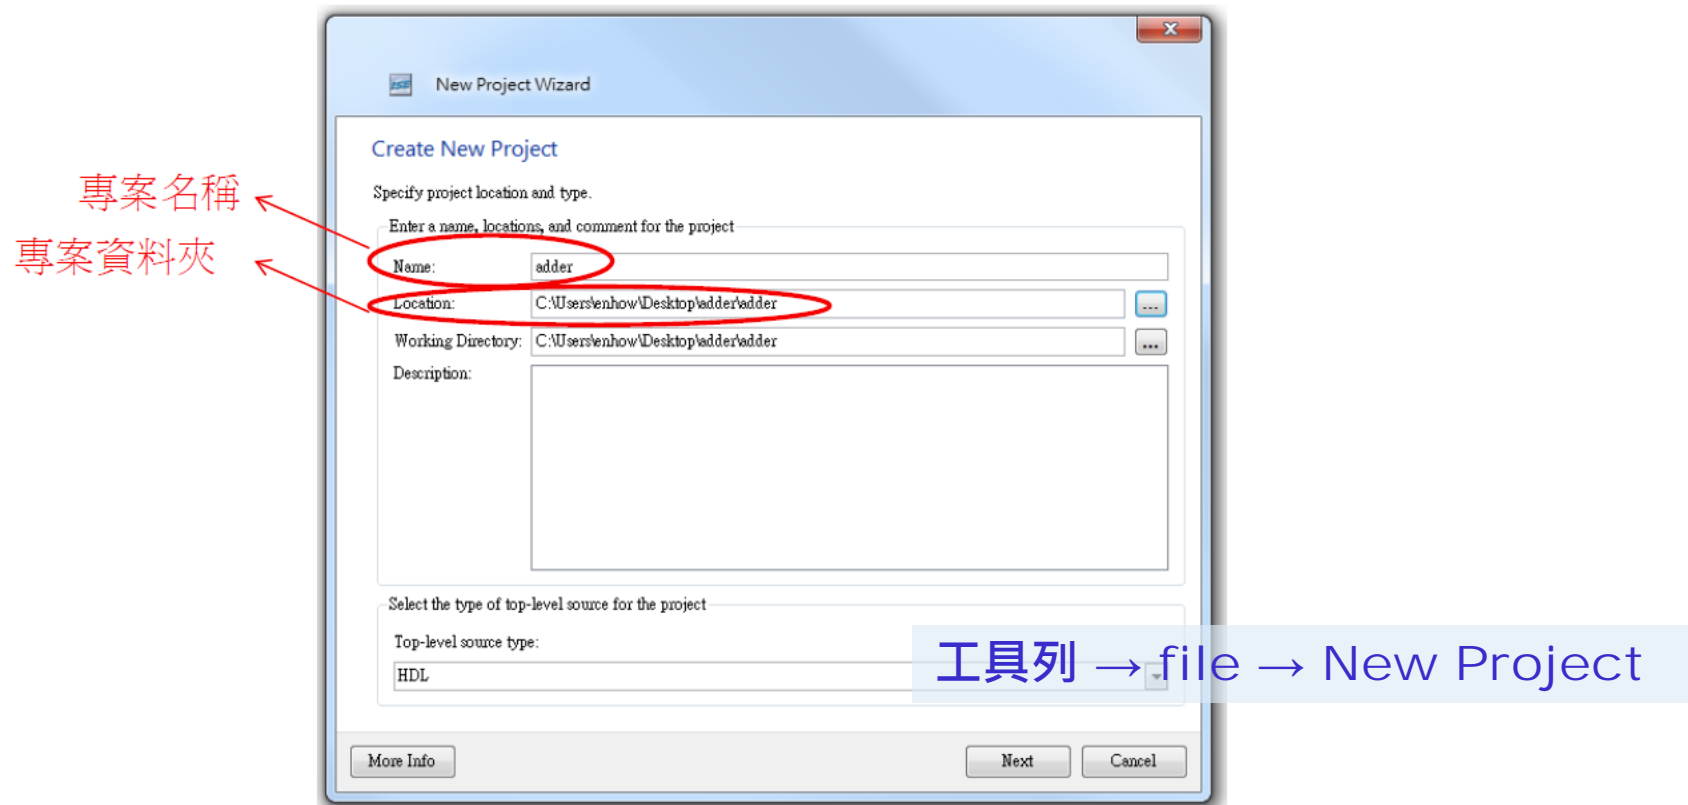 ISE
New Project Wizard
Create New Project
專案名稱
Specify project location and type.
Enter a name, locations, and comment for the project
專案資料夾
Name: adder
Location: C:\Users\enhow\Desktop\adder\adder
...
Working Directory: C:\Users\enhow\Desktop\adder\adder
...
Description:
Select the type of top-level source for the project
Top-level source type:
工具列 → file → New Project
HDL
More Info
Next
Cancel